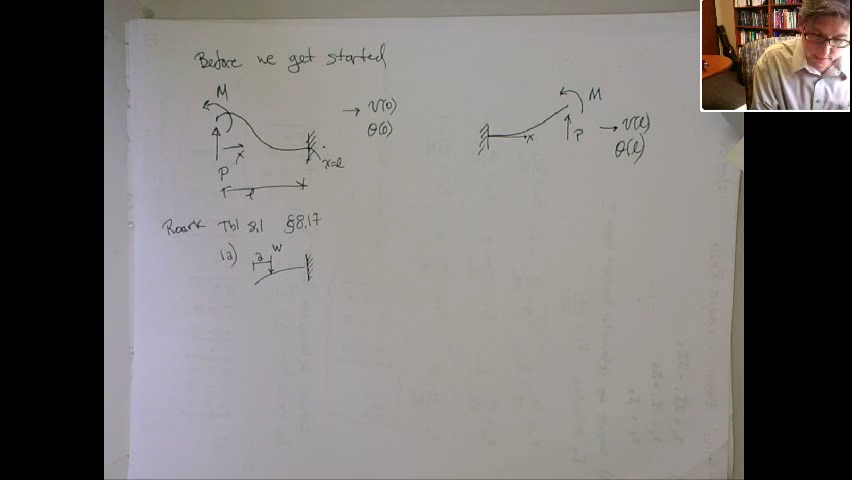 Before we get started
M
→ v(0)
θ(0)
x
x=l
P
l
M
P
x
→ v(l)
θ(l)
Roark Tbl 8.1 §8.17
1a)
a
W